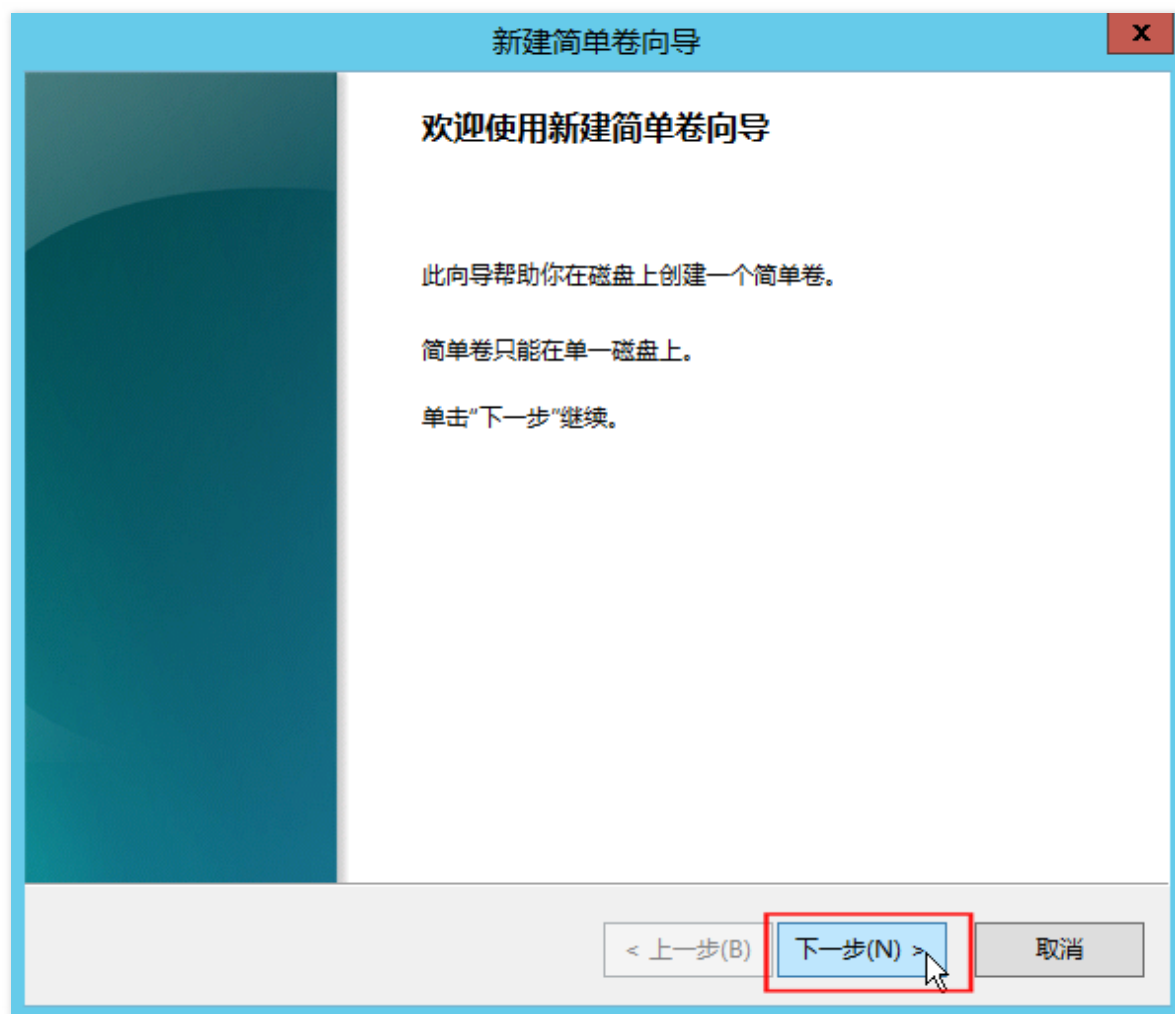 新建简单卷向导
x
欢迎使用新建简单卷向导
此向导帮助你在磁盘上创建一个简单卷。
简单卷只能在单一磁盘上。
单击"下一步"继续。
< 上一步(B)
下一步(N) >
取消